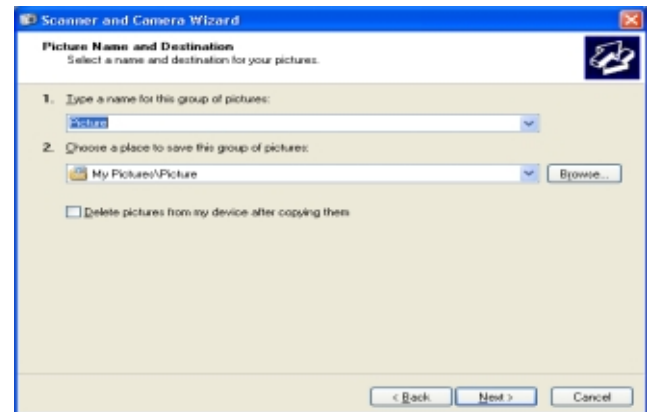 Scanner and Camera Wizard
Picture Name and Destination
Select a name and destination for your pictures.
1. Type a name for this group of pictures:
Picture
2. Choose a place to save this group of pictures:
My Pictures\Picture
Browse...
Delete pictures from my device after copying them
< Back
Next >
Cancel